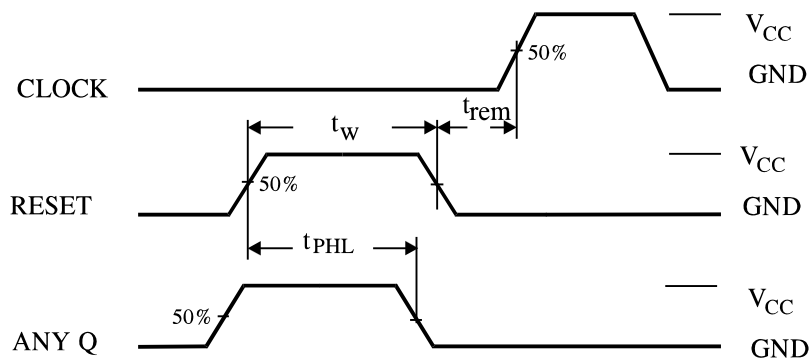 V_CC
50%
GND
CLOCK
t_rem
t_W
V_CC
50%
RESET
GND
t_PHL
V_CC
50%
ANY Q
GND